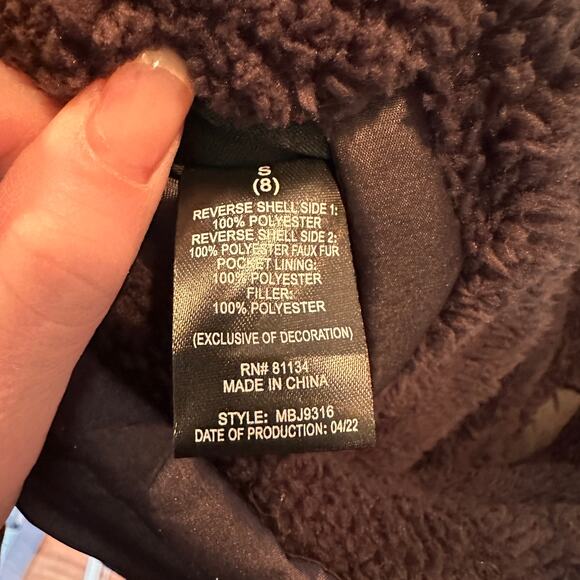 S
(8)
REVERSE SHELL SIDE 1:
100% POLYESTER
REVERSE SHELL SIDE 2:
100% POLYESTER FAUX FUR
POCKET LINING:
100% POLYESTER
FILLER:
100% POLYESTER
(EXCLUSIVE OF DECORATION)
RN# 81134
MADE IN CHINA
STYLE: MBJ9316
DATE OF PRODUCTION: 04/22